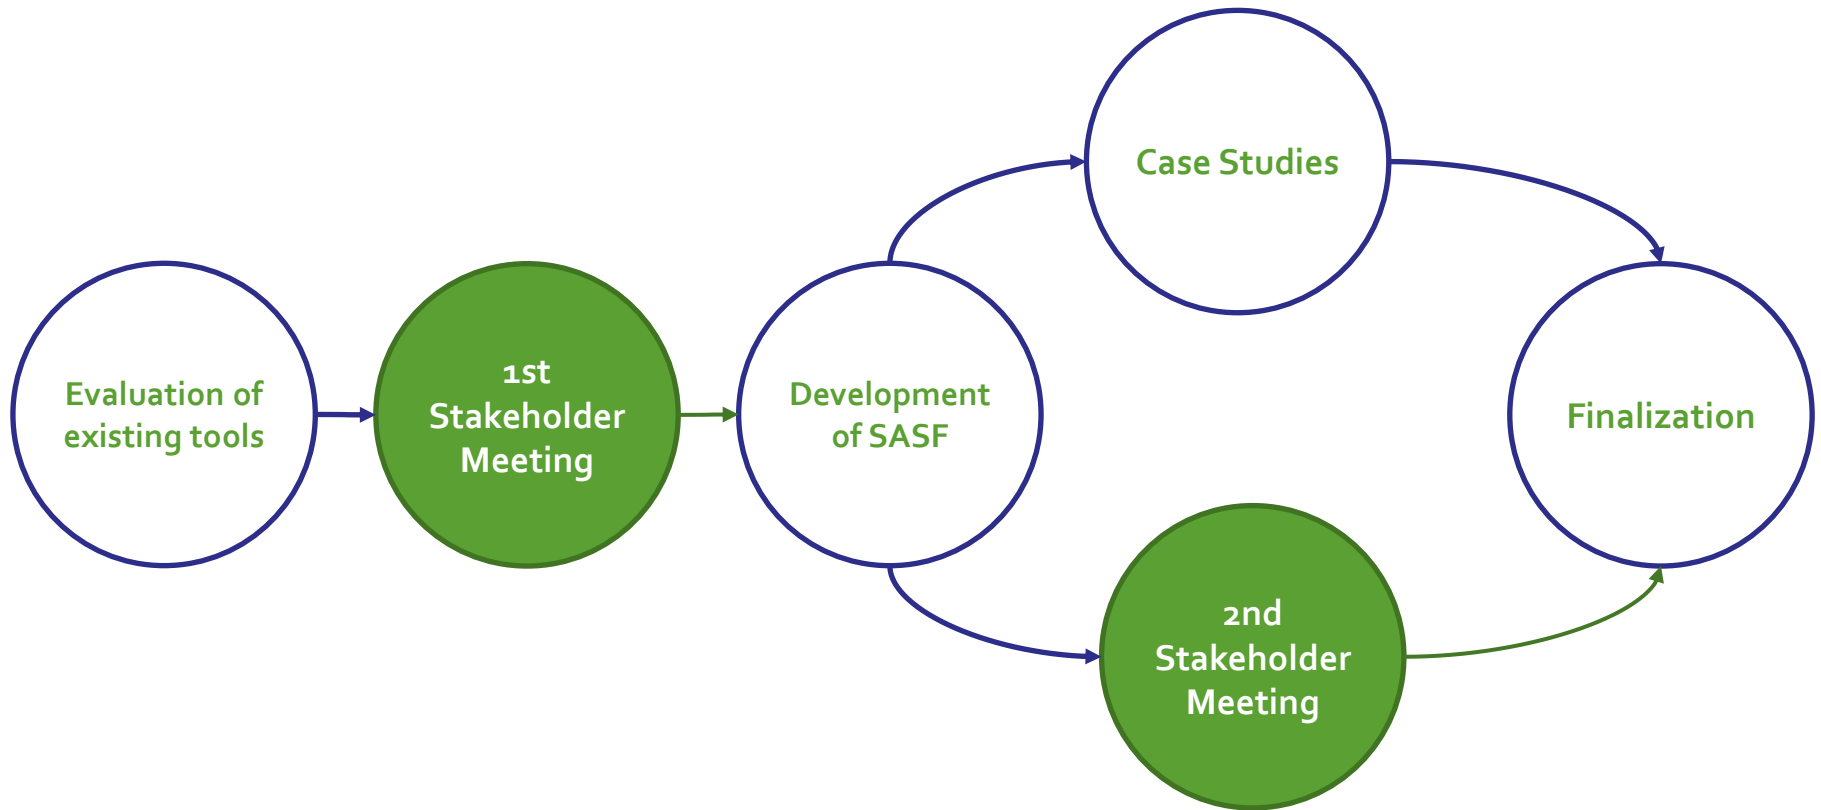 Evaluation of
existing tools
1st
Stakeholder
Meeting
Development
of SASF
Case Studies
2nd
Stakeholder
Meeting
Finalization